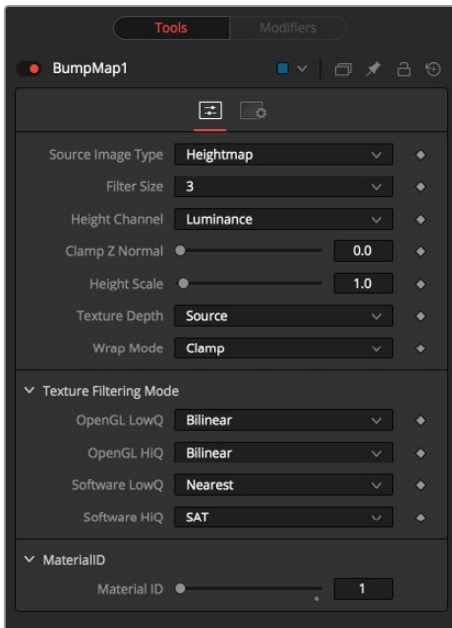 Tools Modifiers
BumpMap1
Source Image Type Heightmap
Filter Size 3
Height Channel Luminance
Clamp Z Normal 0.0
Height Scale 1.0
Texture Depth Source
Wrap Mode Clamp
Texture Filtering Mode
OpenGL LowQ Bilinear
OpenGL HiQ Bilinear
Software LowQ Nearest
Software HiQ SAT
MaterialID
Material ID 1